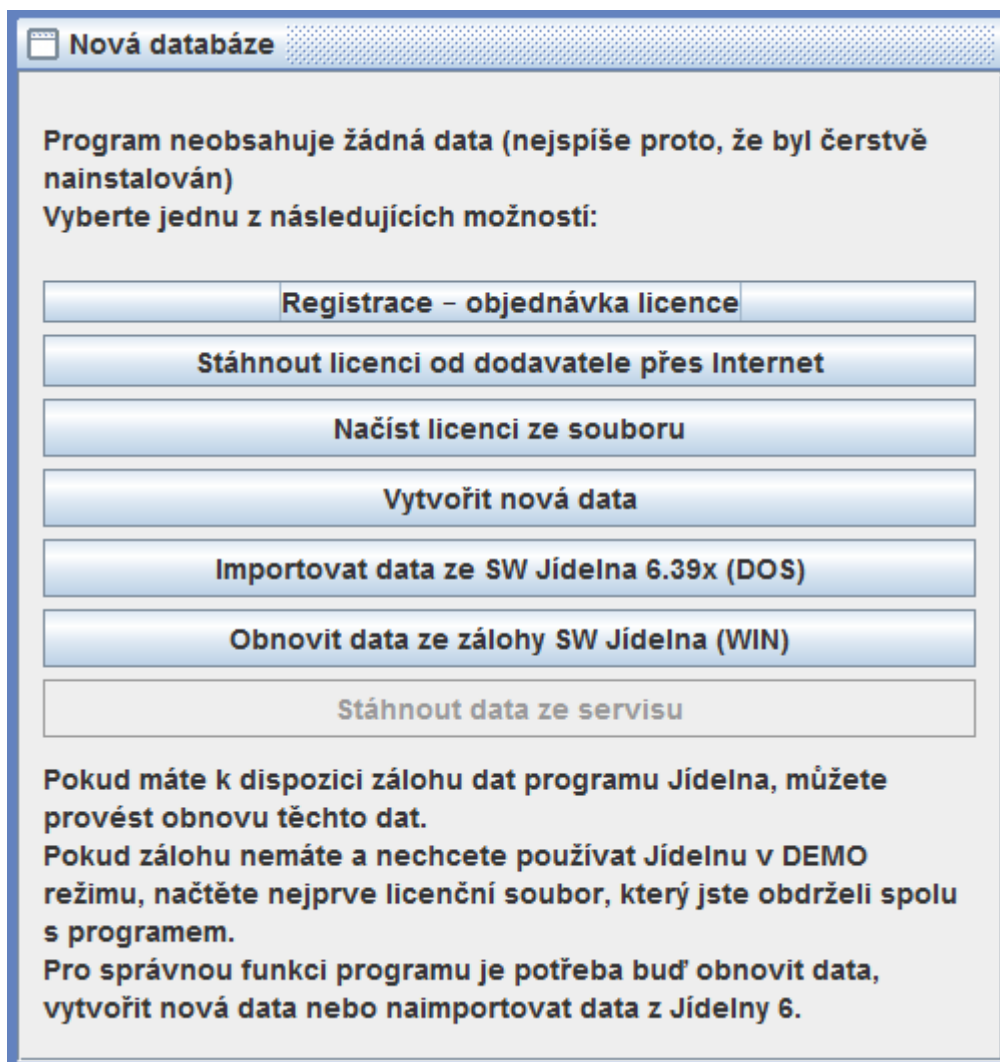 Nová databáze
Program neobsahuje žádná data (nejspíše proto, že byl čerstvě
nainstalován)
Vyberte jednu z následujících možností:
Registrace – objednávka licence
Stáhnout licenci od dodavatele přes Internet
Načíst licenci ze souboru
Vytvořit nová data
Importovat data ze SW Jídelna 6.39x (DOS)
Obnovit data ze zálohy SW Jídelna (WIN)
Stáhnout data ze servisu
Pokud máte k dispozici zálohu dat programu Jídelna, můžete
provést obnovu těchto dat.
Pokud zálohu nemáte a nechcete používat Jídelnu v DEMO
režimu, načtěte nejprve licenční soubor, který jste obdrželi spolu
s programem.
Pro správnou funkci programu je potřeba buď obnovit data,
vytvořit nová data nebo naimportovat data z Jídelny 6.